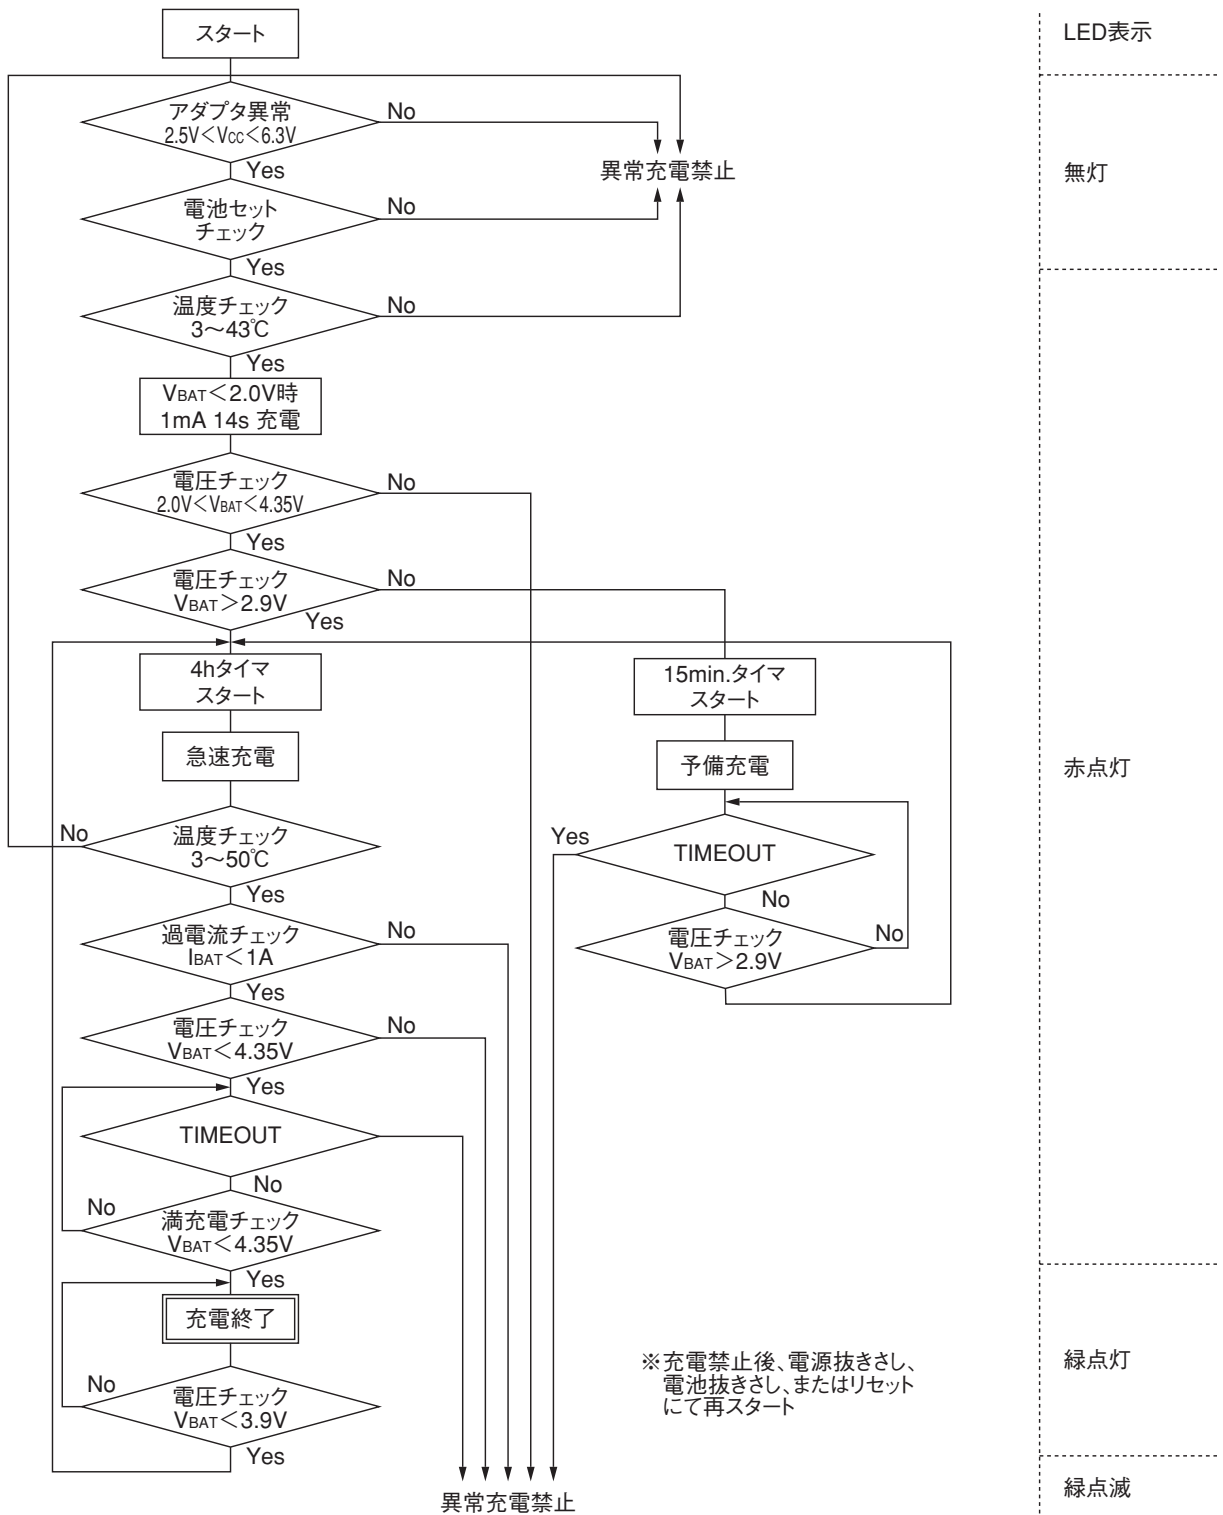 スタート
LED表示
アダプタ異常
2.5V＜VCC＜6.3V
No
Yes
異常充電禁止
無灯
電池セット
チェック
No
Yes
温度チェック
3～43℃
No
Yes
VBAT＜2.0V時
1mA 14s 充電
電圧チェック
2.0V＜VBAT＜4.35V
No
Yes
電圧チェック
VBAT＞2.9V
No
Yes
4hタイマ
スタート
15min.タイマ
スタート
急速充電
予備充電
赤点灯
温度チェック
3～50℃
No
Yes
TIMEOUT
Yes
No
過電流チェック
IBAT＜1A
No
Yes
電圧チェック
VBAT＞2.9V
No
電圧チェック
VBAT＜4.35V
No
Yes
TIMEOUT
No
満充電チェック
VBAT＜4.35V
No
Yes
充電終了
電圧チェック
VBAT＜3.9V
No
Yes
※充電禁止後、電源抜きさし、
電池抜きさし、またはリセット
にて再スタート
緑点灯
異常充電禁止
緑点滅